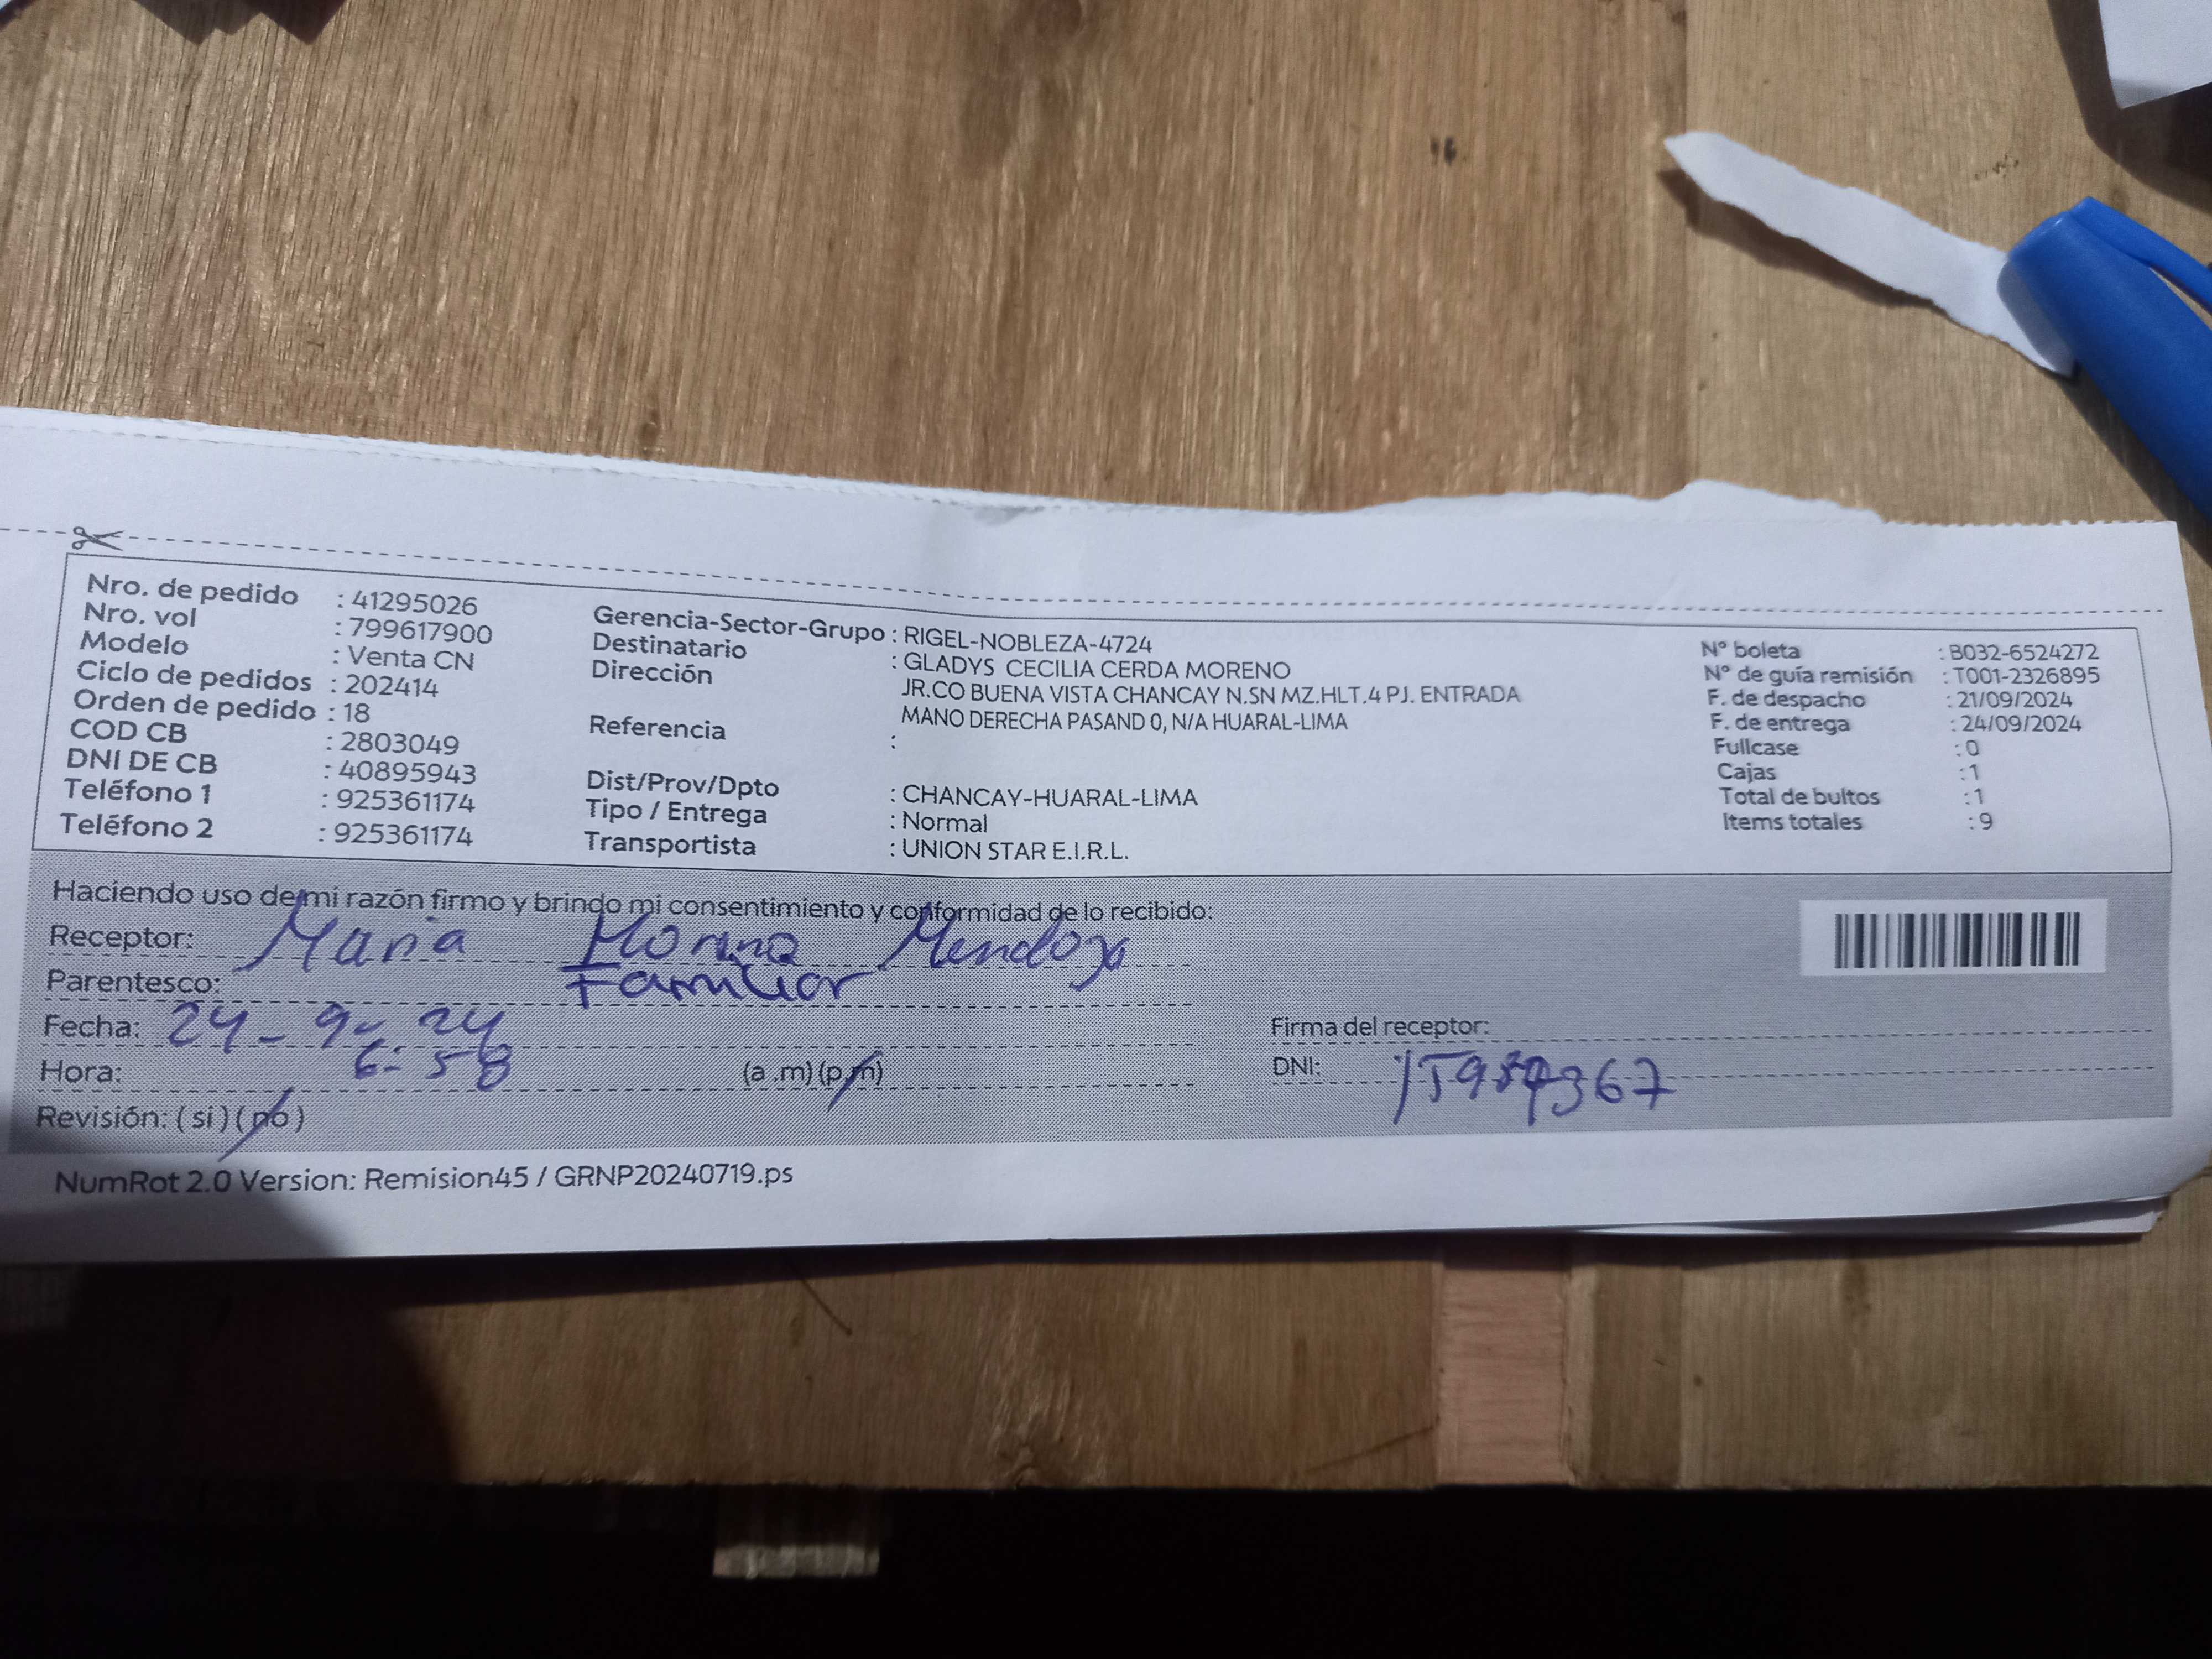 Nro. de pedido : 41295026
Nro. vol : 799617900
Modelo : Venta CN
Ciclo de pedidos : 202414
Orden de pedido : 18
COD CB : 2803049
DNI DE CB : 40895943
Teléfono 1 : 925361174
Teléfono 2 : 925361174
Gerencia-Sector-Grupo : RIGEL-NOBLEZA-4724
Destinatario : GLADYS CECILIA CERDA MORENO
Dirección JR.CO BUENA VISTA CHANCAY N.SN MZ.HLT.4 PJ. ENTRADA
MANO DERECHA PASAND 0, N/A HUARAL-LIMA
Referencia :
Dist/Prov/Dpto : CHANCAY-HUARAL-LIMA
Tipo / Entrega : Normal
Transportista : UNION STAR E.I.R.L.
N° boleta : B032-6524272
N° de guía remisión : T001-2326895
F. de despacho : 21/09/2024
F. de entrega : 24/09/2024
Fullcase : 0
Cajas : 1
Total de bultos : 1
Items totales : 9
Haciendo uso de mi razón firmo y brindo mi consentimiento y conformidad de lo recibido:
Receptor: Maria Mendoza
Parentesco: Familiar
Fecha: 24-9-24
Hora: 6:58 (a .m) (p.m)
Revisión: ( si ) ( no )
Firma del receptor:
DNI:
NumRot 2.0 Version: Remision45 / GRNP20240719.ps